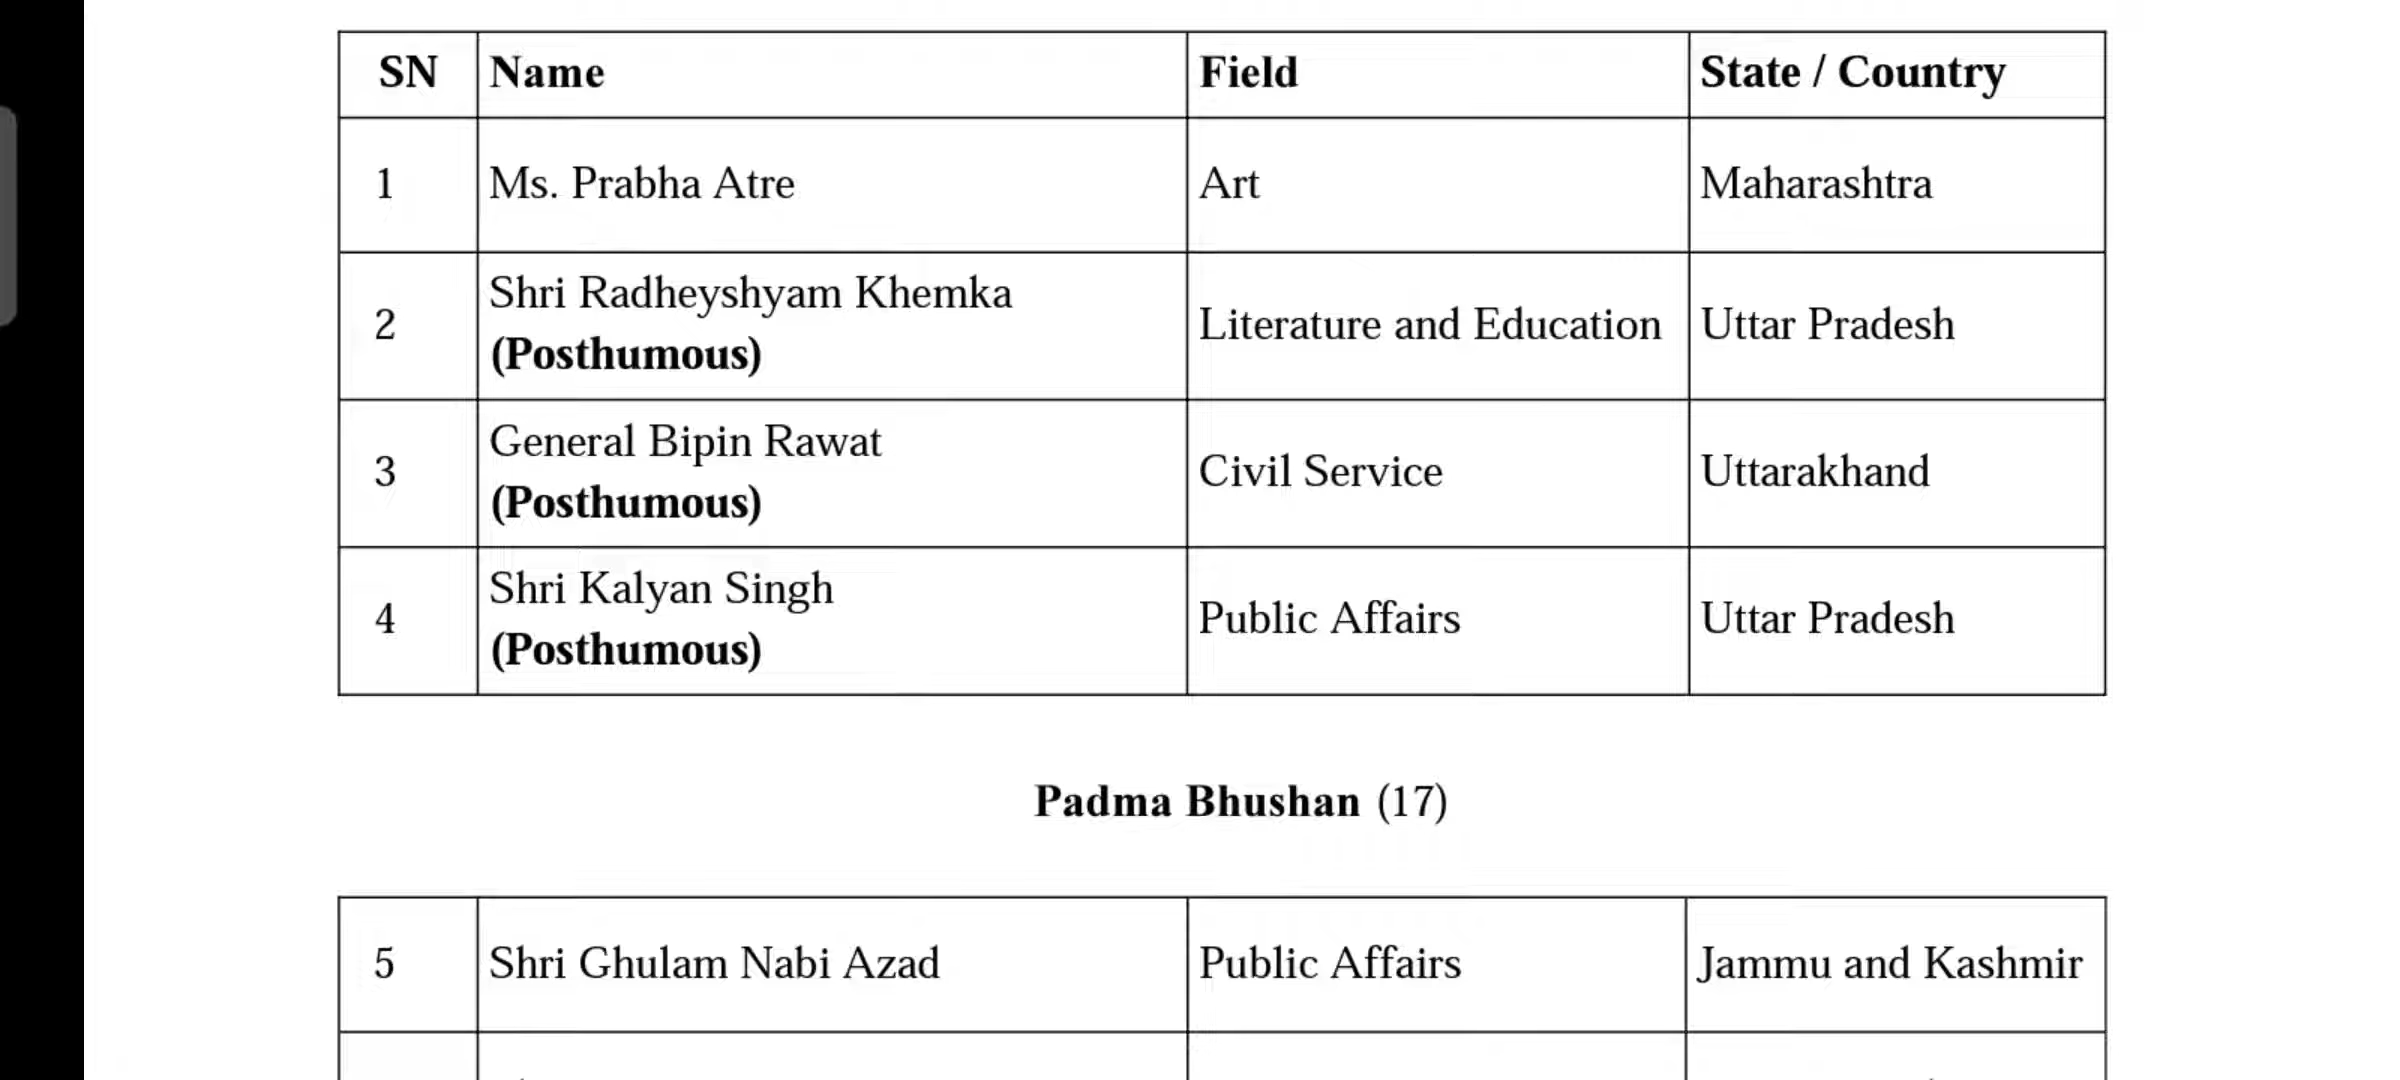 SN Name Field State / Country
1 Ms. Prabha Atre Art Maharashtra
2 Shri Radheyshyam Khemka (Posthumous) Literature and Education Uttar Pradesh
3 General Bipin Rawat (Posthumous) Civil Service Uttarakhand
4 Shri Kalyan Singh (Posthumous) Public Affairs Uttar Pradesh
Padma Bhushan (17)
5 Shri Ghulam Nabi Azad Public Affairs Jammu and Kashmir